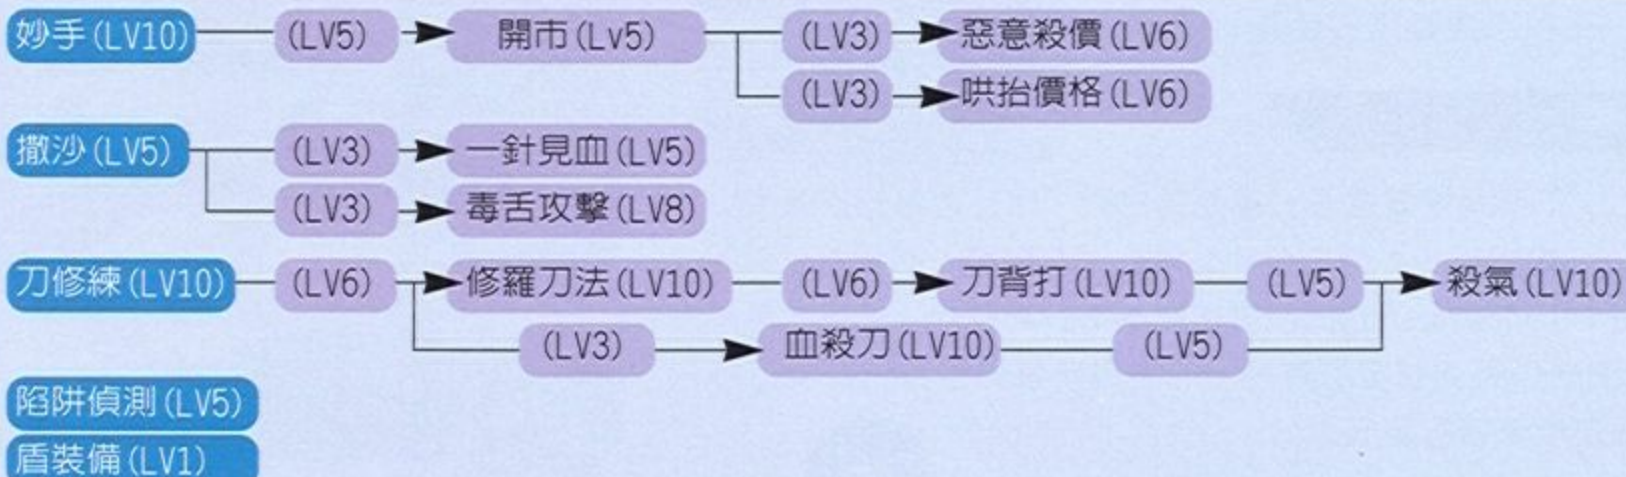 妙手(LV10) (LV5) 開市(Lv5) (LV3) 惡意殺價(LV6)
(LV3) 哄抬價格(LV6)
撒沙(LV5) (LV3) 一針見血(LV5)
(LV3) 毒舌攻擊(LV8)
刀修練(LV10) (LV6) 修羅刀法(LV10) (LV6) 刀背打(LV10) (LV5) 殺氣(LV10)
(LV3) 血殺刀(LV10) (LV5)
陷阱偵測(LV5)
盾裝備(LV1)